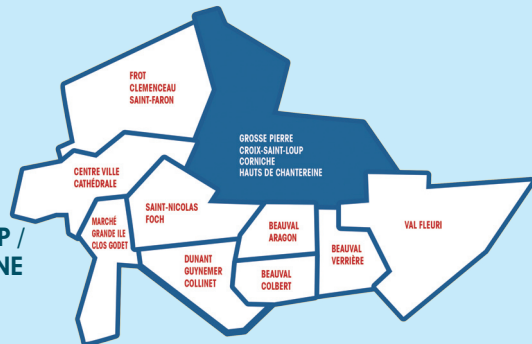 FROT
CLEMENCEAU
SAINT-FARON
GROSSE PIERRE
CROIX-SAINT-LOUP
CORNICHE
HAUTS DE CHANTEREINE
CENTRE VILLE
CATHÉDRALE
SAINT-NICOLAS
FOCH
MARCHÉ
GRANDE ILE
CLOS GODET
P /
NE
BEAUVAL
ARAGON
BEAUVAL
VERRIÈRE
VAL FLEURI
DUNANT
GUYNEMER
COLLINET
BEAUVAL
COLBERT